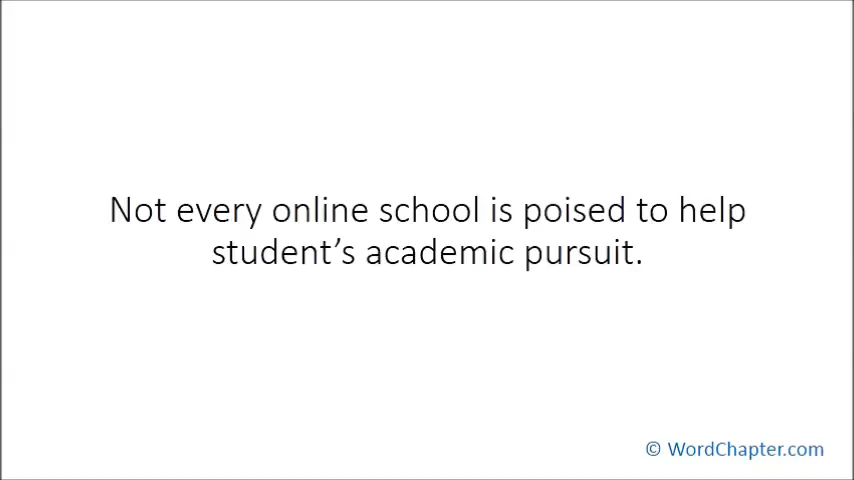 Not every online school is poised to help
student’s academic pursuit.
© WordChapter.com